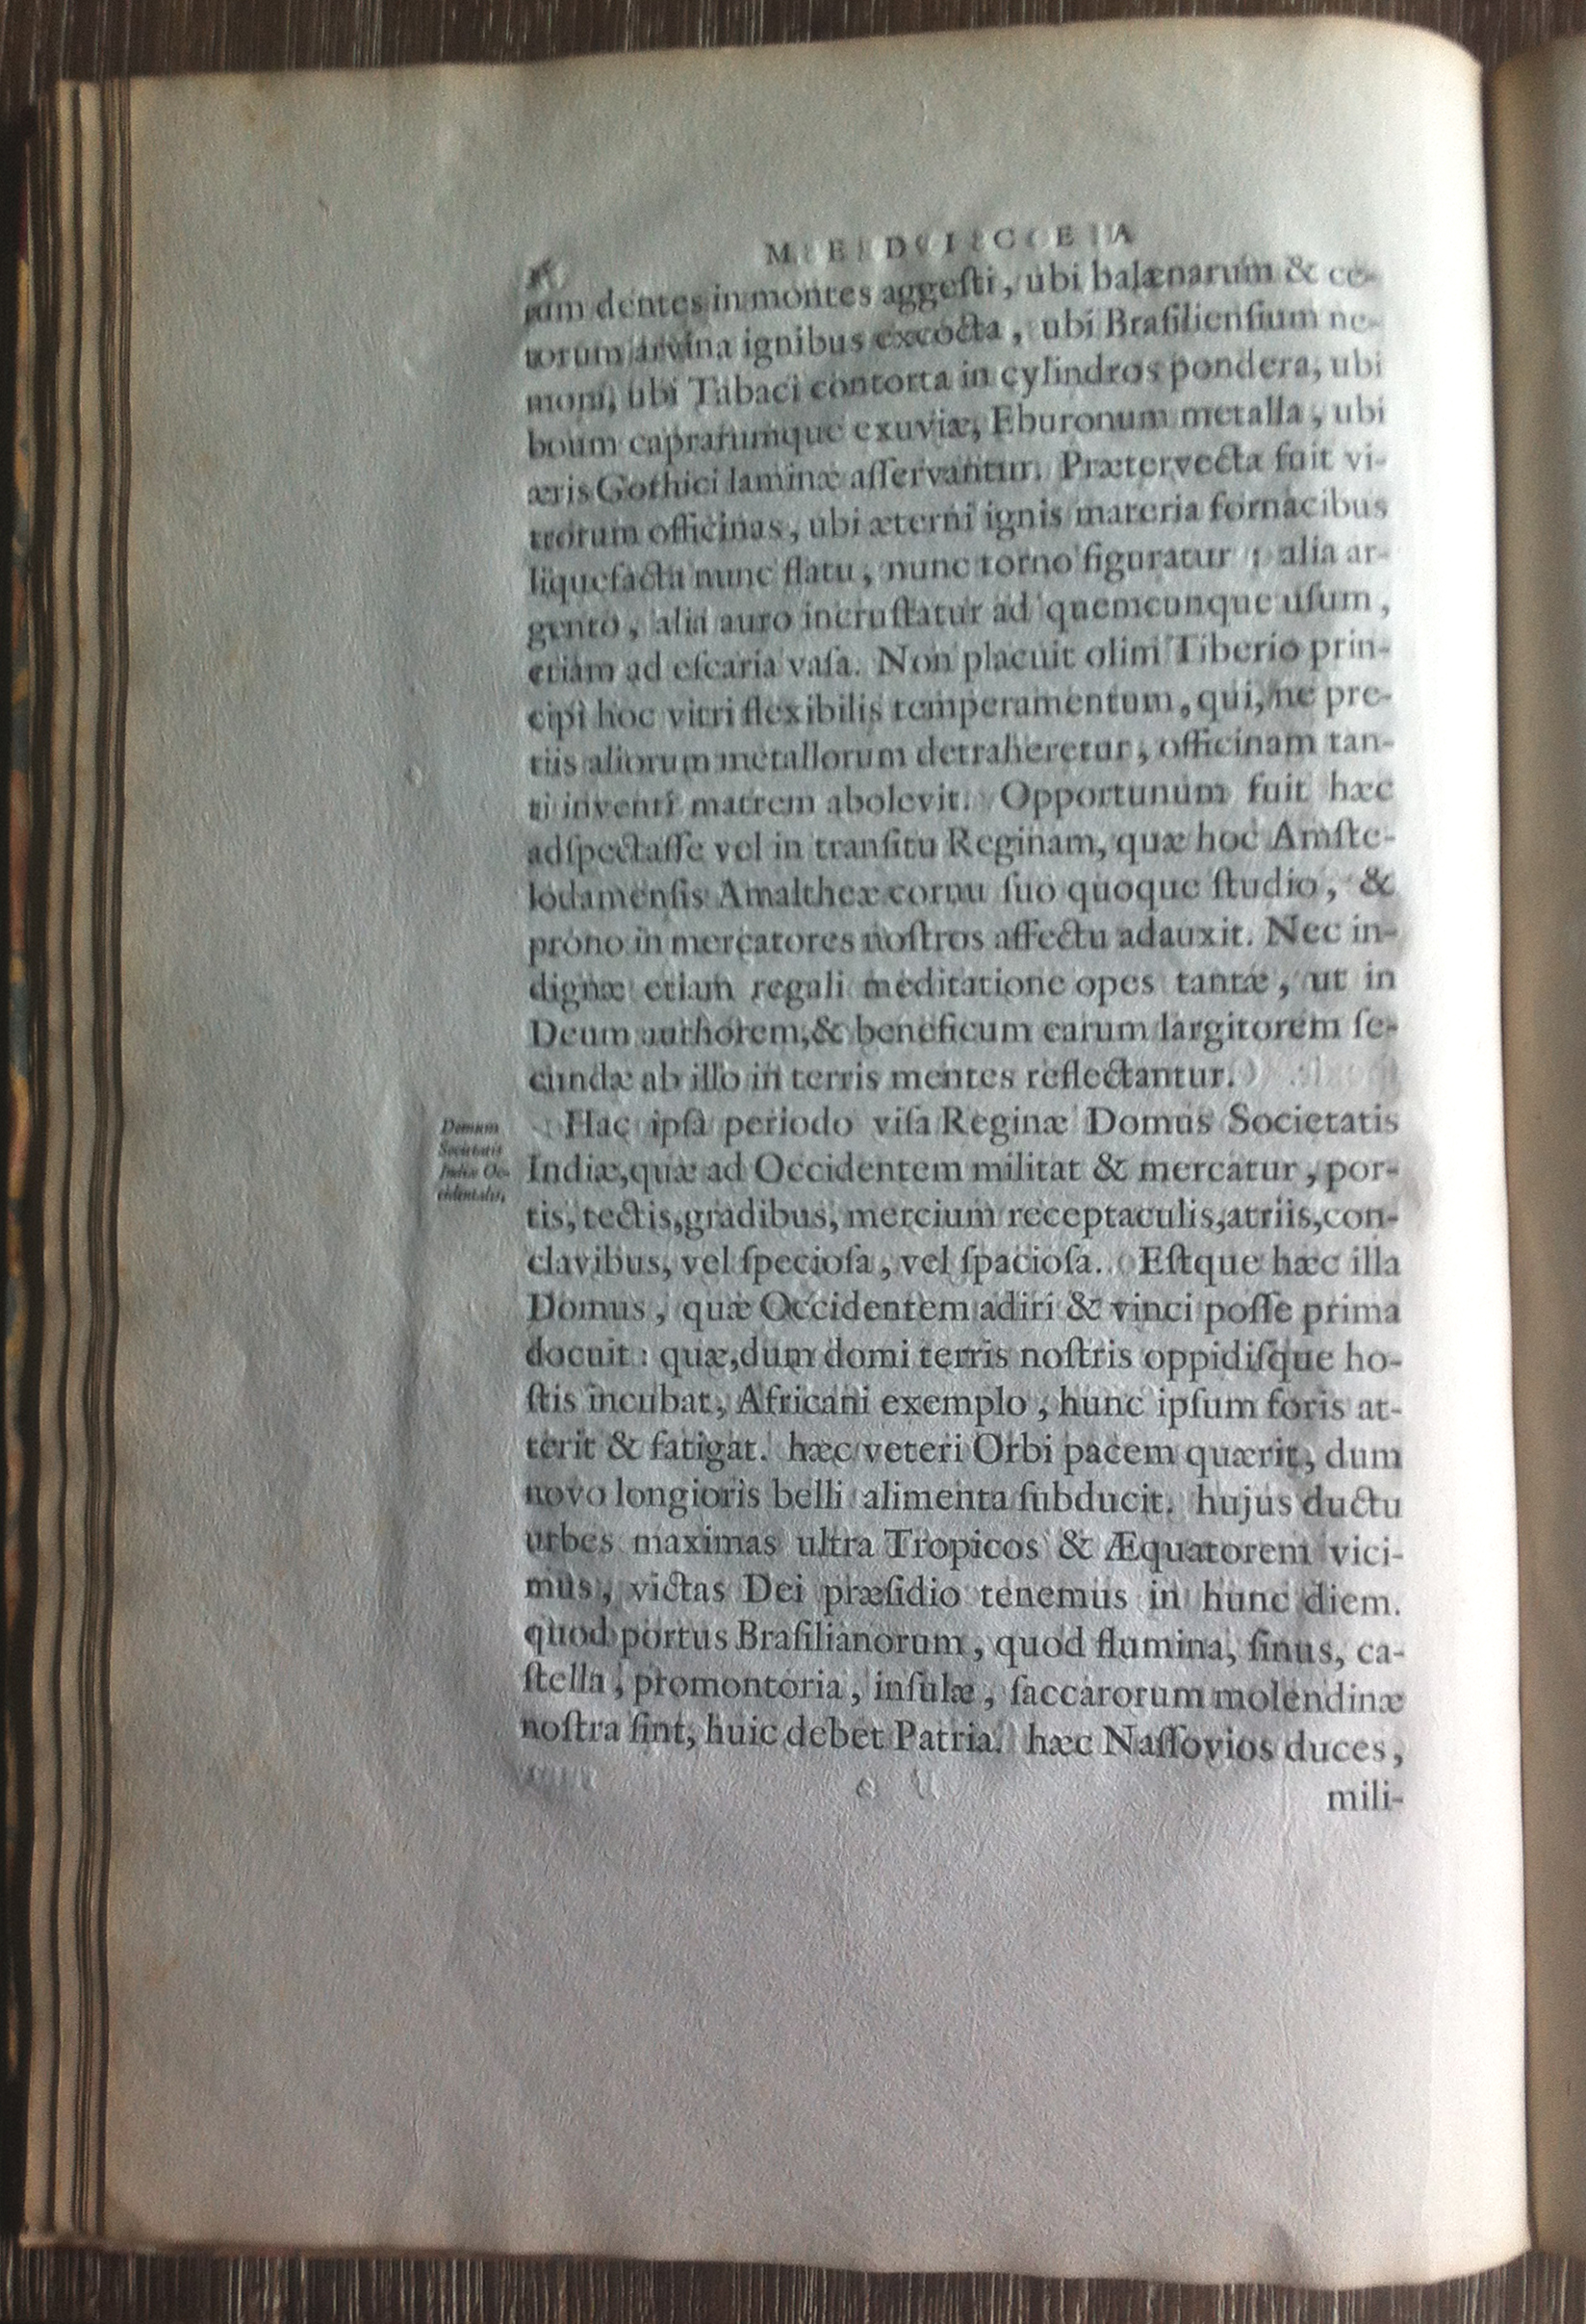 MEDICEA
rum dentes in montes aggeſti, ubi balænarum & ce-
torum arvina ignibus excocta, ubi Braſilienſium ne-
mora, ubi Tabaci contorta in cylindros pondera, ubi
boum caprarumque exuviæ, Eburonum metalla, ubi
æris Gothici laminæ aſſervantur. Prætervecta fuit vi-
trorum officinas, ubi æterni ignis materia fornacibus
liquefacta nunc flatu, nunc torno figuratur; alia ar-
gento, alia auro incruſtatur ad quemcunque uſum,
etiam ad eſcaria vaſa. Non placuit olim Tiberio prin-
cipi hoc vitri flexibilis temperamentum, qui, ne pre-
tiis aliorum metallorum detraheretur, officinam tan-
ti inventi matrem abolevit. Opportunum fuit hæc
adſpectaſſe vel in tranſitu Reginam, quæ hoc Amſte-
lodamenſis Amaltheæ cornu ſuo quoque ſtudio, &
prono in mercatores noſtros affectu adauxit. Nec in-
dignæ etiam regali meditatione opes tantæ, ut in
Deum authorem,& beneficum earum largitorem ſe-
cundæ ab illo in terris mentes reflectantur.
Domum
Societatis
Indiæ Oc-
cidentalis,
Hac ipſà periodo viſa Reginæ Domus Societatis
Indiæ,quæ ad Occidentem militat & mercatur, por-
tis, tectis,gradibus, mercium receptaculis,atriis,con-
clavibus, vel ſpecioſa, vel ſpacioſa. Eſtque hæc illa
Domus, quæ Occidentem adiri & vinci poſſe prima
docuit: quæ,dum domi terris noſtris oppidiſque ho-
ſtis incubat, Africani exemplo, hunc ipſum foris at-
terit & fatigat. hæc veteri Orbi pacem quærit, dum
novo longioris belli alimenta ſubducit. hujus ductu
urbes maximas ultra Tropicos & Æquatorem vici-
mus, victas Dei præſidio tenemus in hunc diem.
quod portus Braſilianorum, quod flumina, ſinus, ca-
ſtella, promontoria, inſulæ, ſaccarorum molendinæ
noſtra ſint, huic debet Patria. hæc Naſſovios duces,
mili-